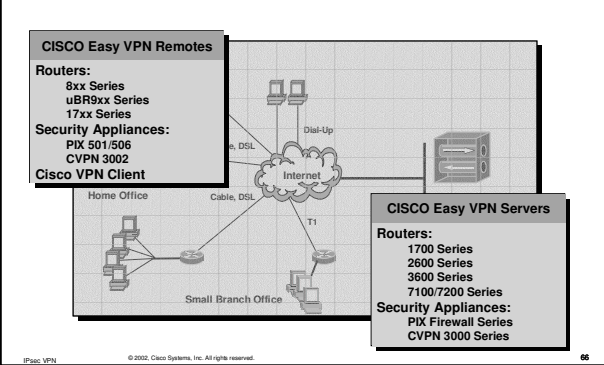 CISCO Easy VPN Remotes
Routers:
8xx Series
uBR9xx Series
17xx Series
Security Appliances:
PIX 501/506
CVPN 3002
Cisco VPN Client
Dial-Up
DSL
Internet
Home Office
Cable, DSL
T1
Small Branch Office
CISCO Easy VPN Servers
Routers:
1700 Series
2600 Series
3600 Series
7100/7200 Series
Security Appliances:
PIX Firewall Series
CVPN 3000 Series
IPsec VPN
© 2002, Cisco Systems, Inc. All rights reserved.
66